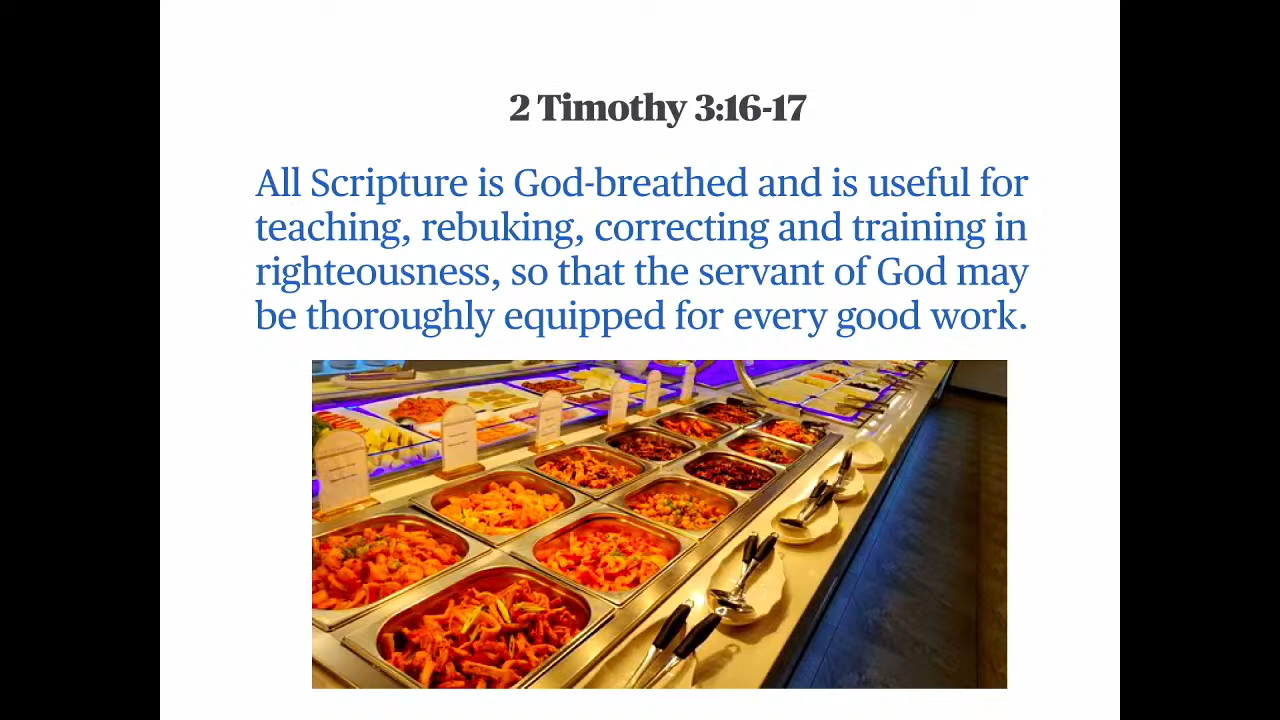 2 Timothy 3:16-17
All Scripture is God-breathed and is useful for
teaching, rebuking, correcting and training in
righteousness, so that the servant of God may
be thoroughly equipped for every good work.